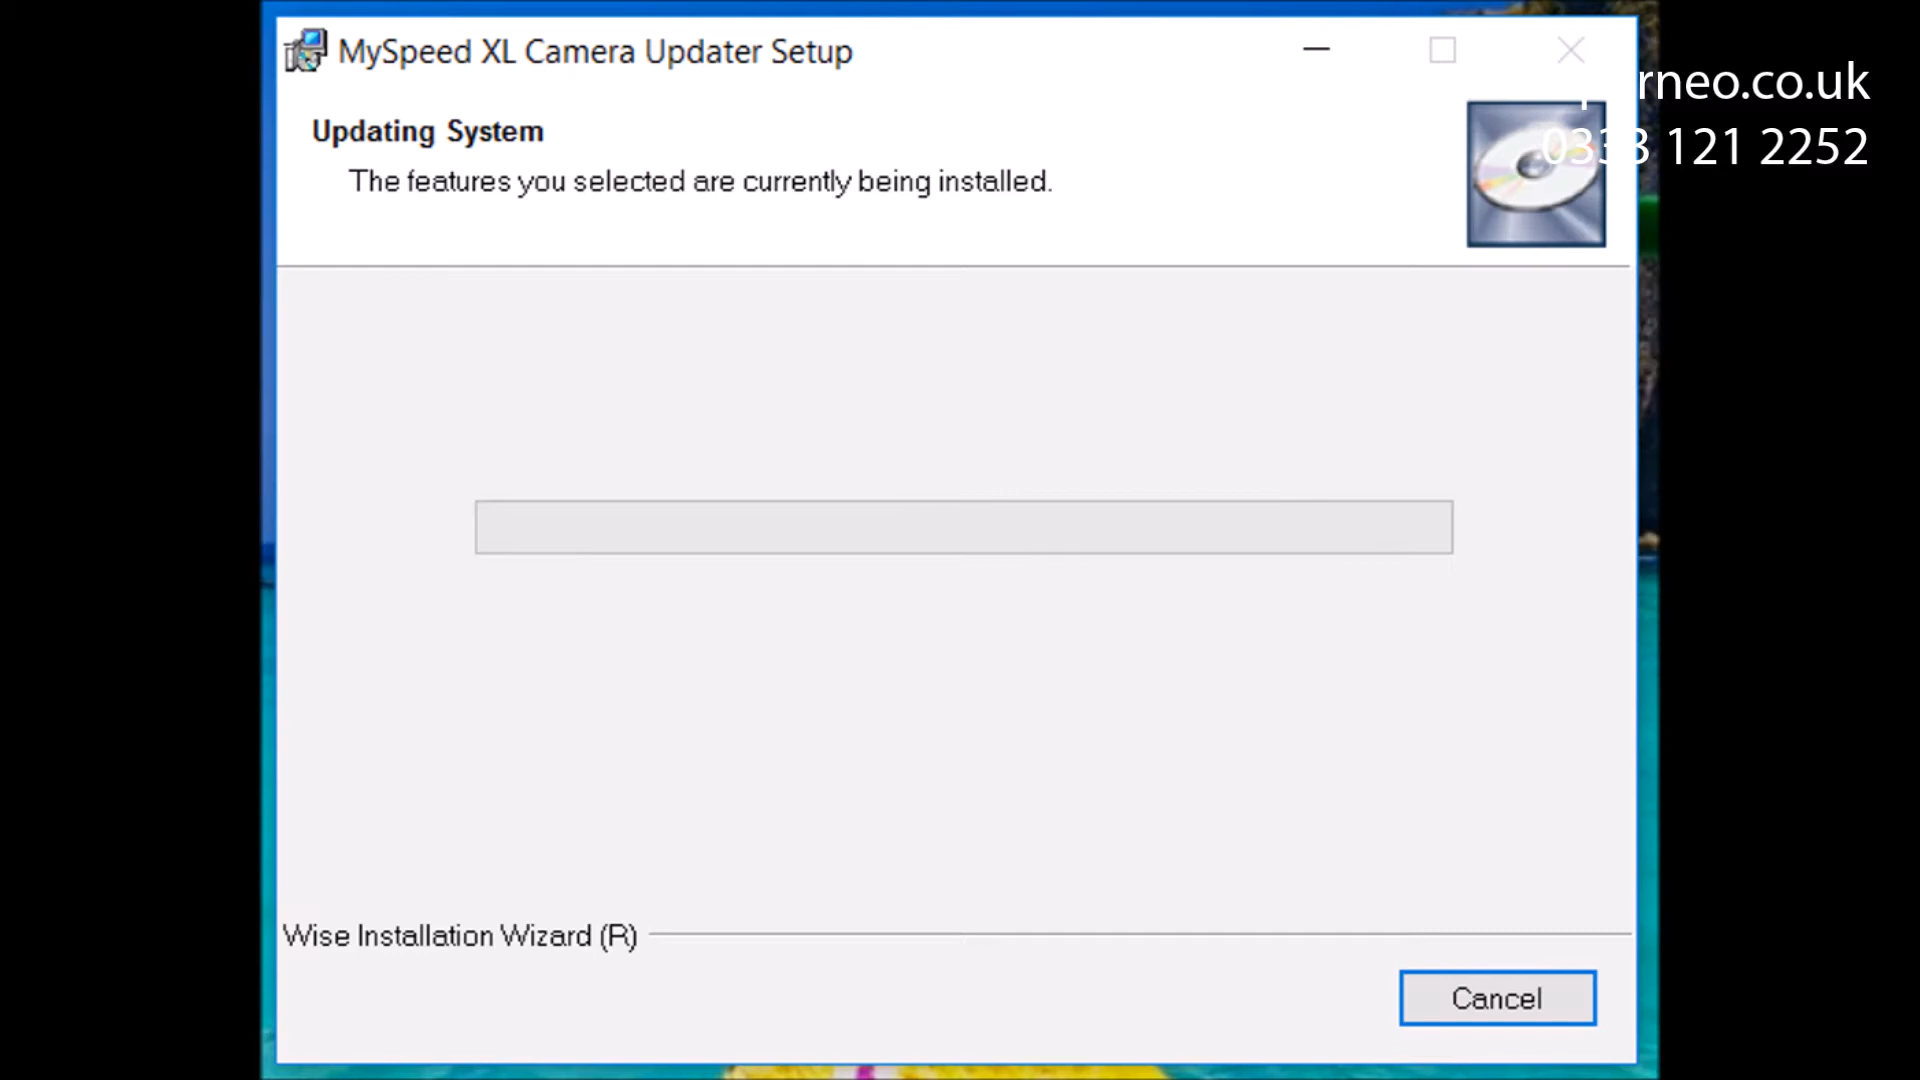 MySpeed XL Camera Updater Setup
rneo.co.uk
Updating System
0333 121 2252
The features you selected are currently being installed.
Wise Installation Wizard (R)
Cancel